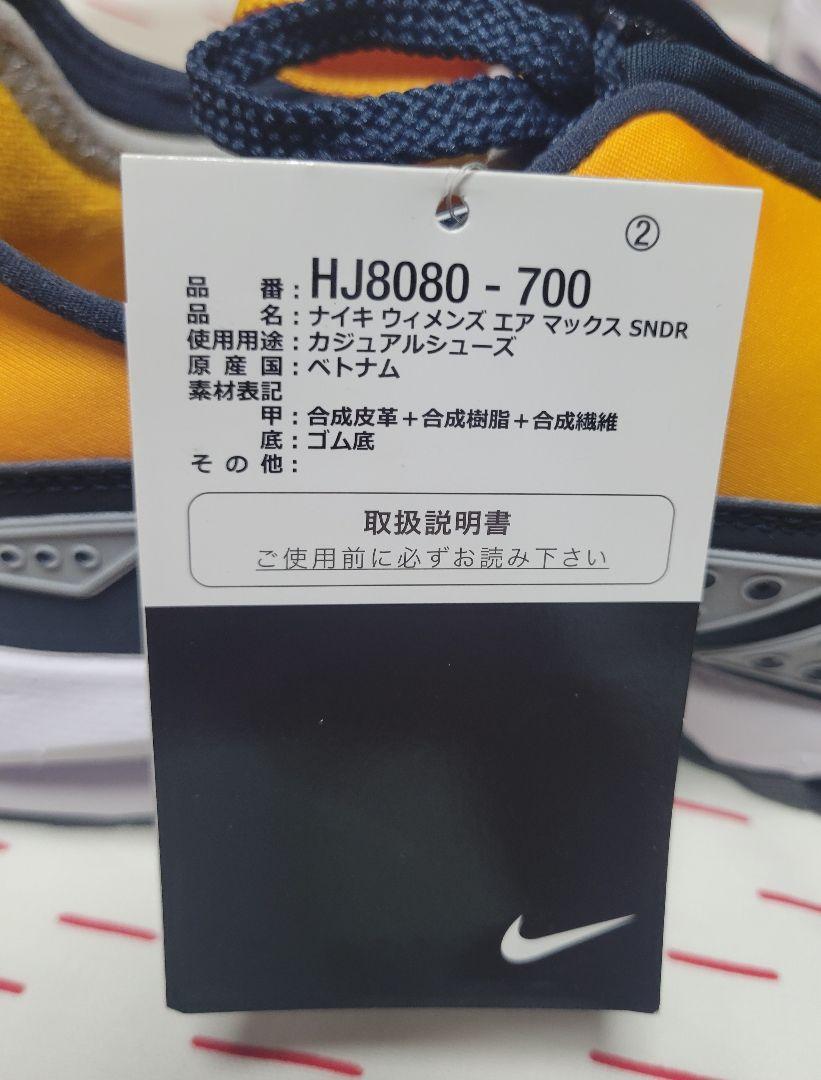 ②
品番：HJ8080 - 700
品名：ナイキ ウィメンズ エア マックス SNDR
使用用途：カジュアルシューズ
原産国：ベトナム
素材表記
甲：合成皮革＋合成樹脂＋合成繊維
底：ゴム底
その他：
取扱説明書
ご使用前に必ずお読み下さい